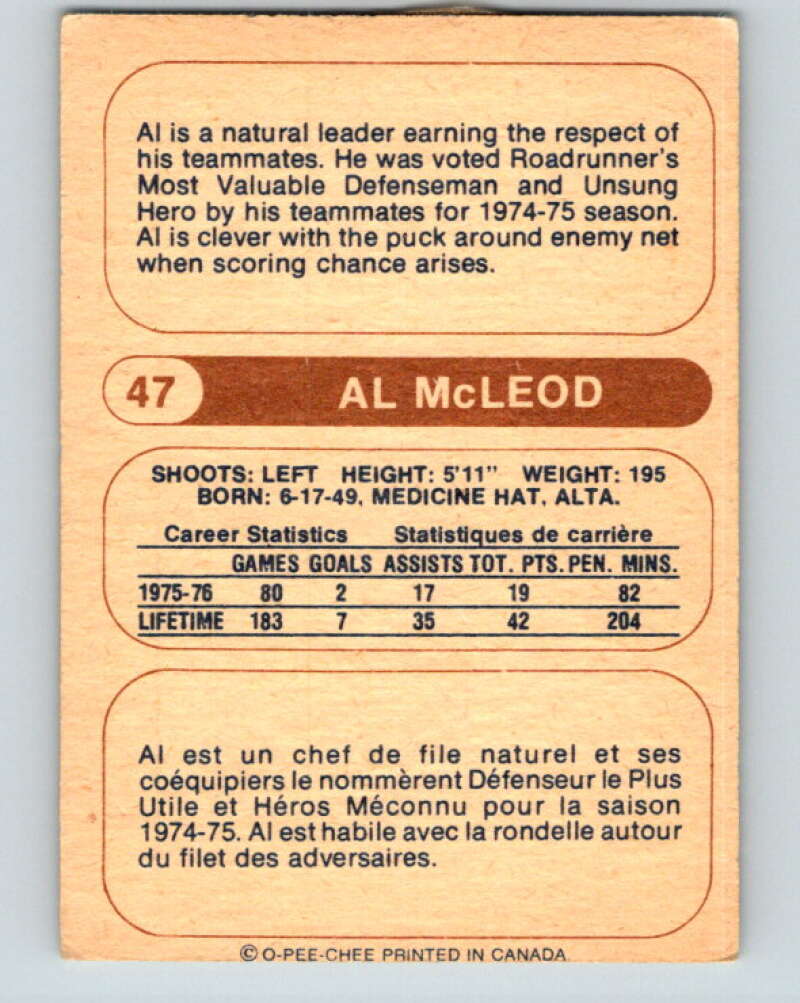 Al is a natural leader earning the respect of
his teammates. He was voted Roadrunner's
Most Valuable Defenseman and Unsung
Hero by his teammates for 1974-75 season.
Al is clever with the puck around enemy net
when scoring chance arises.
47 AL McLEOD
SHOOTS: LEFT HEIGHT: 5'11" WEIGHT: 195
BORN: 6-17-49, MEDICINE HAT, ALTA.
Career Statistics Statistiques de carrière
GAMES GOALS ASSISTS TOT. PTS. PEN. MINS.
1975-76 80 2 17 19 82
LIFETIME 183 7 35 42 204
Al est un chef de file naturel et ses
coéquipiers le nommèrent Défenseur le Plus
Utile et Héros Méconnu pour la saison
1974-75. Al est habile avec la rondelle autour
du filet des adversaires.
© O-PEE-CHEE PRINTED IN CANADA